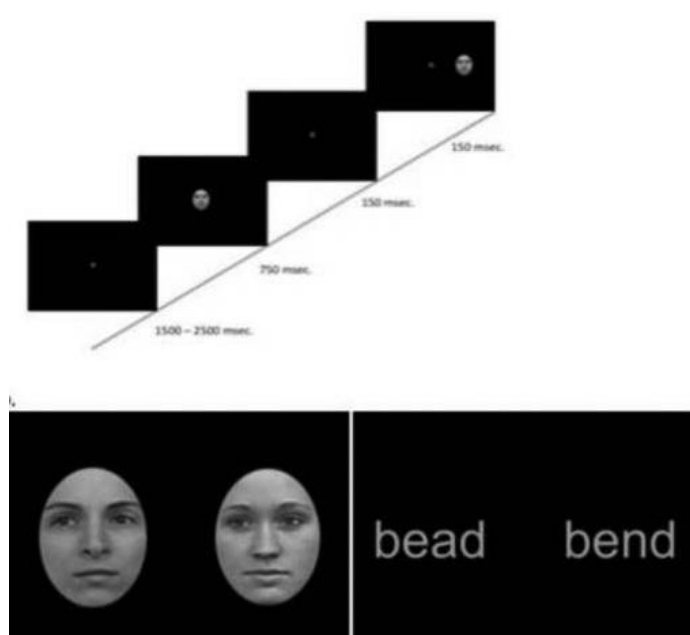 150 msec.
150 msec.
750 msec.
1500 – 2500 msec.
bead bend